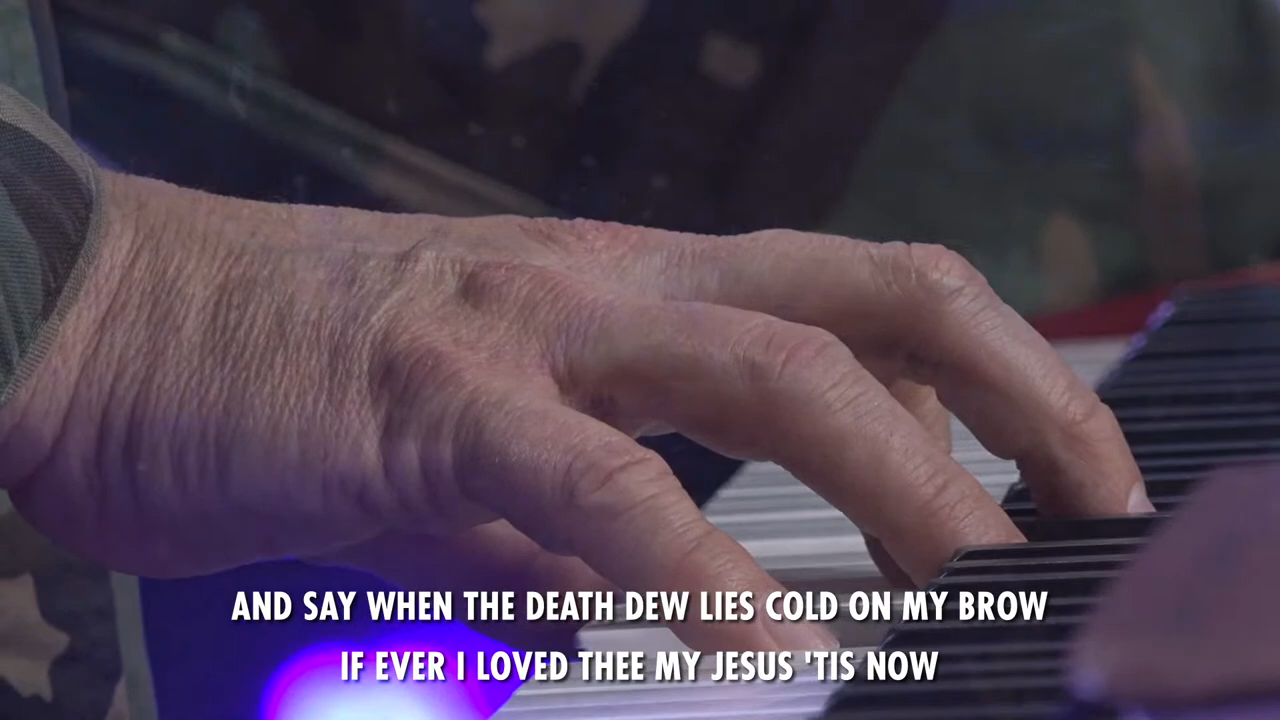 AND SAY WHEN THE DEATH DEW LIES COLD ON MY BROW
IF EVER I LOVED THEE MY JESUS 'TIS NOW